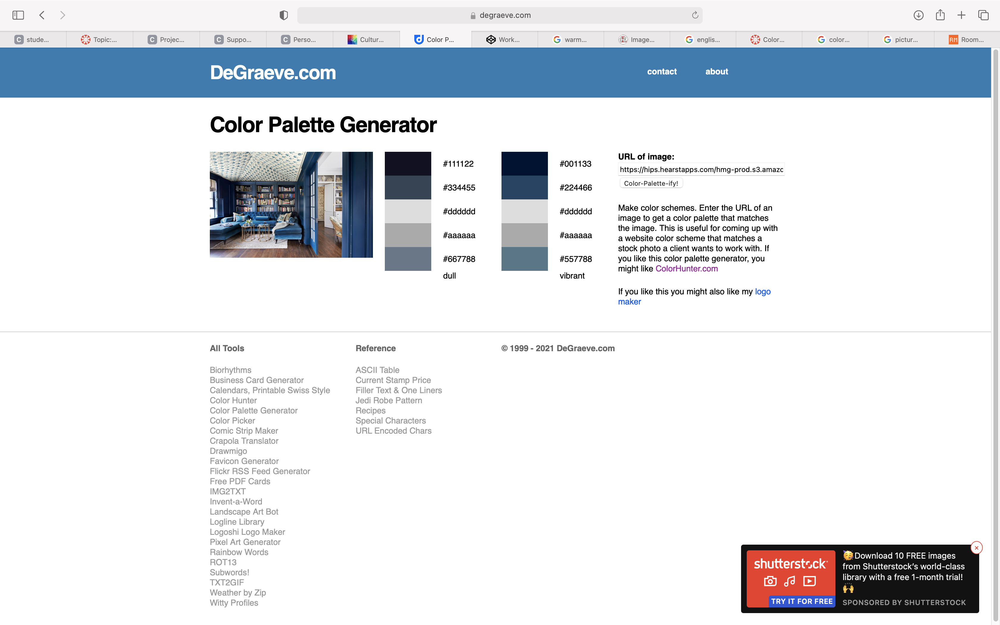 degraeve.com
stude...
Topic:...
Projec...
Suppo...
Perso...
Cultur...
Color P...
Work...
warm...
Image...
englis...
Color...
color...
pictur...
RM Room...
DeGraeve.com
contact
about
Color Palette Generator
#111122
#334455
#dddddd
#aaaaaa
#667788
dull
#001133
#224466
#dddddd
#aaaaaa
#557788
vibrant
URL of image:
https://hips.hearstapps.com/hmg-prod.s3.amazc
Color-Palette-ify!
Make color schemes. Enter the URL of an
image to get a color palette that matches
the image. This is useful for coming up with
a website color scheme that matches a
stock photo a client wants to work with. If
you like this color palette generator, you
might like ColorHunter.com
If you like this you might also like my logo
maker
All Tools
Biorhythms
Business Card Generator
Calendars, Printable Swiss Style
Color Hunter
Color Palette Generator
Color Picker
Comic Strip Maker
Crapola Translator
Drawmigo
Favicon Generator
Flickr RSS Feed Generator
Free PDF Cards
IMG2TXT
Invent-a-Word
Landscape Art Bot
Logline Library
Logoshi Logo Maker
Pixel Art Generator
Rainbow Words
ROT13
Subwords!
TXT2GIF
Weather by Zip
Witty Profiles
Reference
ASCII Table
Current Stamp Price
Filler Text & One Liners
Jedi Robe Pattern
Recipes
Special Characters
URL Encoded Chars
© 1999 - 2021 DeGraeve.com
shutterstock
TRY IT FOR FREE
🥳Download 10 FREE images
from Shutterstock's world-class
library with a free 1-month trial!
🙌
SPONSORED BY SHUTTERSTOCK